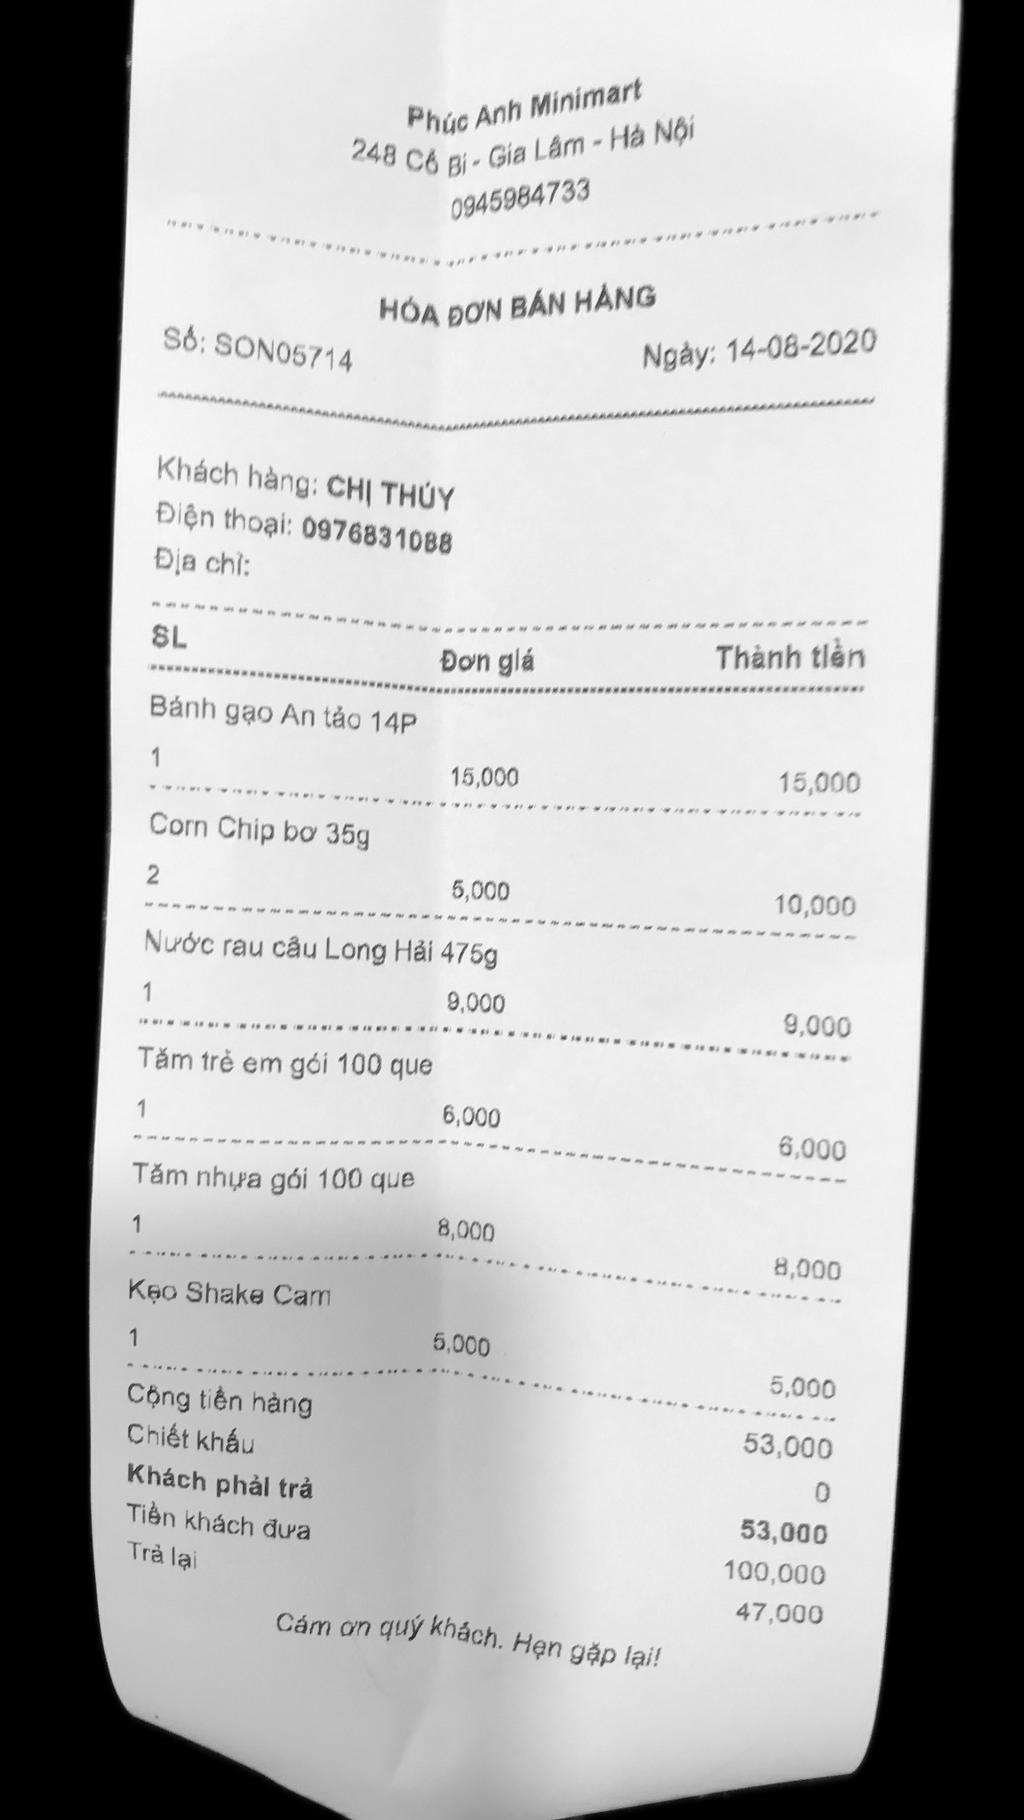 Phúc Anh Minimart
248 Cổ Bi - Gia Lâm - Hà Nội
0945984733
HÓA ĐƠN BÁN HÀNG
Số: SON05714 Ngày: 14-08-2020
Khách hàng: CHỊ THÚY
Điện thoại: 0976831088
Địa chỉ:
SL Đơn giá Thành tiền
Bánh gạo An tảo 14P
1 15,000 15,000
Corn Chip bơ 35g
2 5,000 10,000
Nước rau câu Long Hải 475g
1 9,000 9,000
Tăm trẻ em gói 100 que
1 6,000 6,000
Tăm nhựa gói 100 que
1 8,000 8,000
Kẹo Shake Cam
1 5,000 5,000
Cộng tiền hàng 53,000
Chiết khấu 0
Khách phải trả 53,000
Tiền khách đưa 100,000
Trả lại 47,000
Cám ơn quý khách. Hẹn gặp lại!